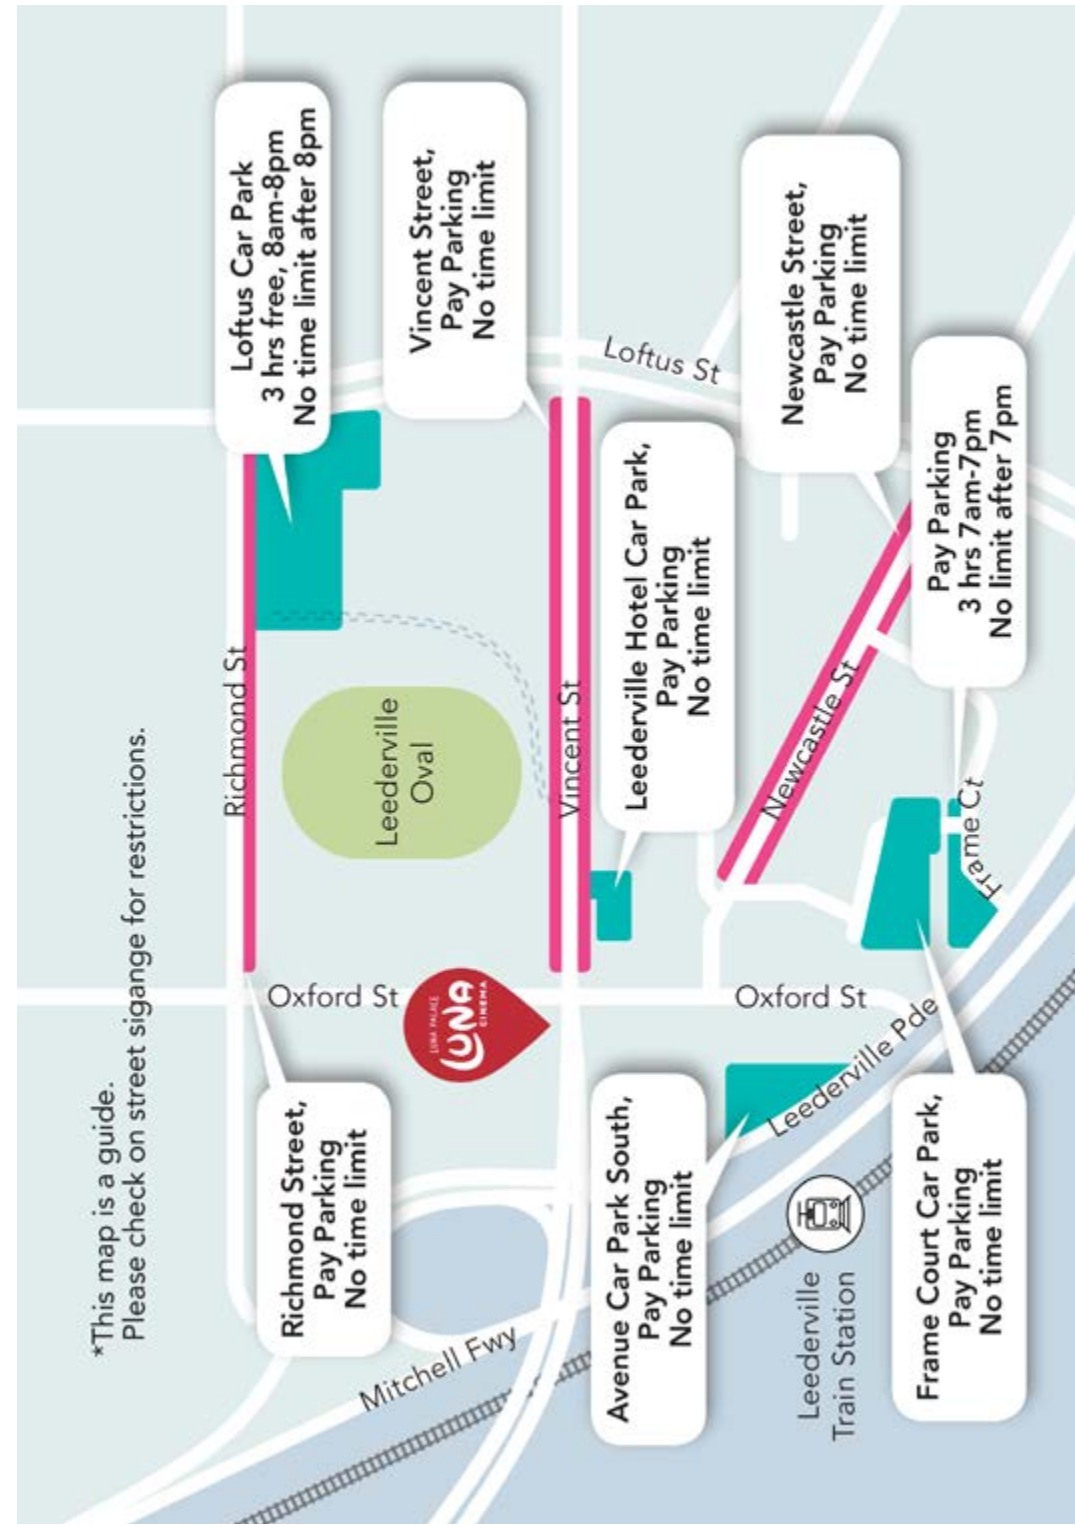 *This map is a guide.
Please check on street sigange for restrictions.
Richmond Street,
Pay Parking
No time limit
Richmond St
Loftus Car Park
3 hrs free, 8am-8pm
No time limit after 8pm
Oxford St
Leederville
Oval
Vincent Street,
Pay Parking
No time limit
LUNA PALACE
LUNA
CINEMA
Mitchell Fwy
Vincent St
Loftus St
Avenue Car Park South,
Pay Parking
No time limit
Leederville Hotel Car Park,
Pay Parking
No time limit
Oxford St
Newcastle St
Newcastle Street,
Pay Parking
No time limit
Leederville Pde
Leederville
Train Station
Frame Court Car Park,
Pay Parking
No time limit
Frame Ct
Pay Parking
3 hrs 7am-7pm
No limit after 7pm